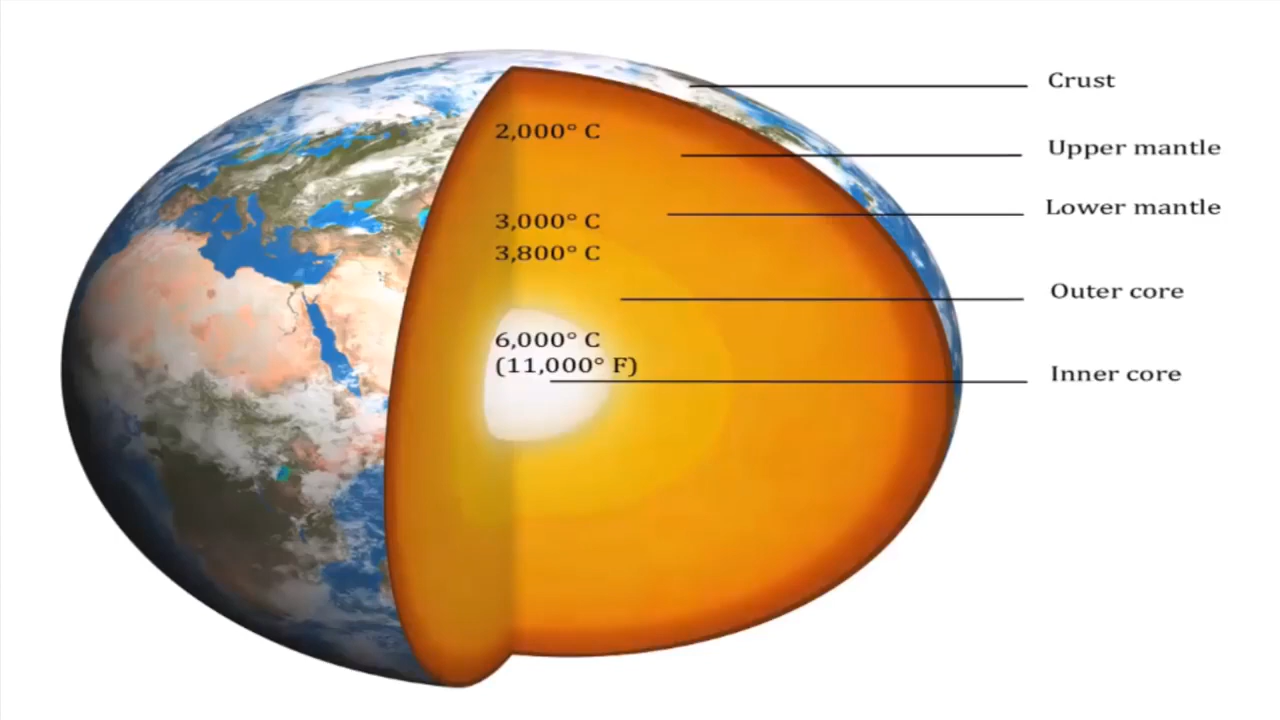 Crust
2,000° C
Upper mantle
Lower mantle
3,000° C
3,800° C
Outer core
6,000° C
(11,000° F)
Inner core